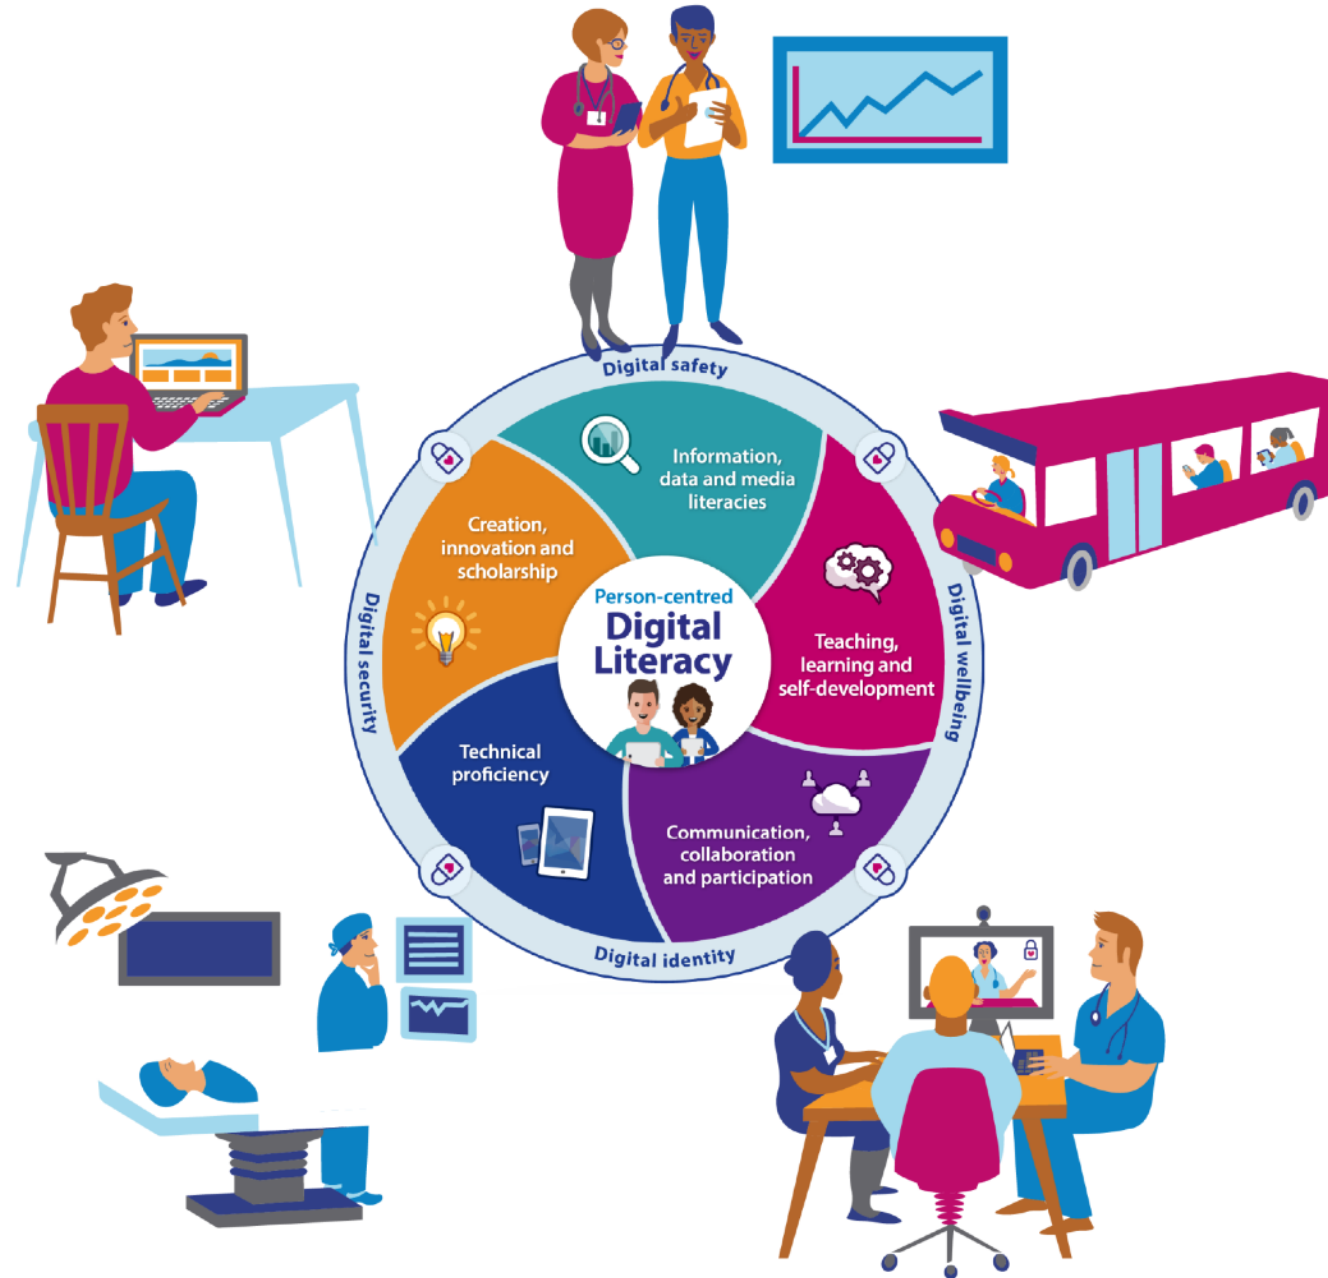 Digital safety
Information,
data and media
literacies
Creation,
innovation and
scholarship
Person-centred
Digital
Literacy
Teaching,
learning and
self-development
Digital security
Digital wellbeing
Technical
proficiency
Communication,
collaboration
and participation
Digital identity